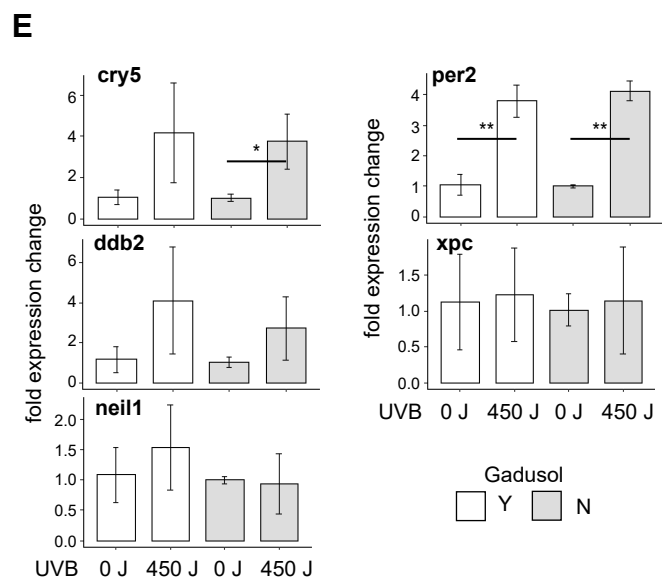 E
cry5
6
4
2
0
*
ddb2
6
4
2
0
neil1
2.0
1.5
1.0
0.5
0.0
fold expression change
UVB 0 J 450 J 0 J 450 J
per2
4
3
2
1
0
** **
xpc
1.5
1.0
0.5
0.0
fold expression change
UVB 0 J 450 J 0 J 450 J
Gadusol
Y N